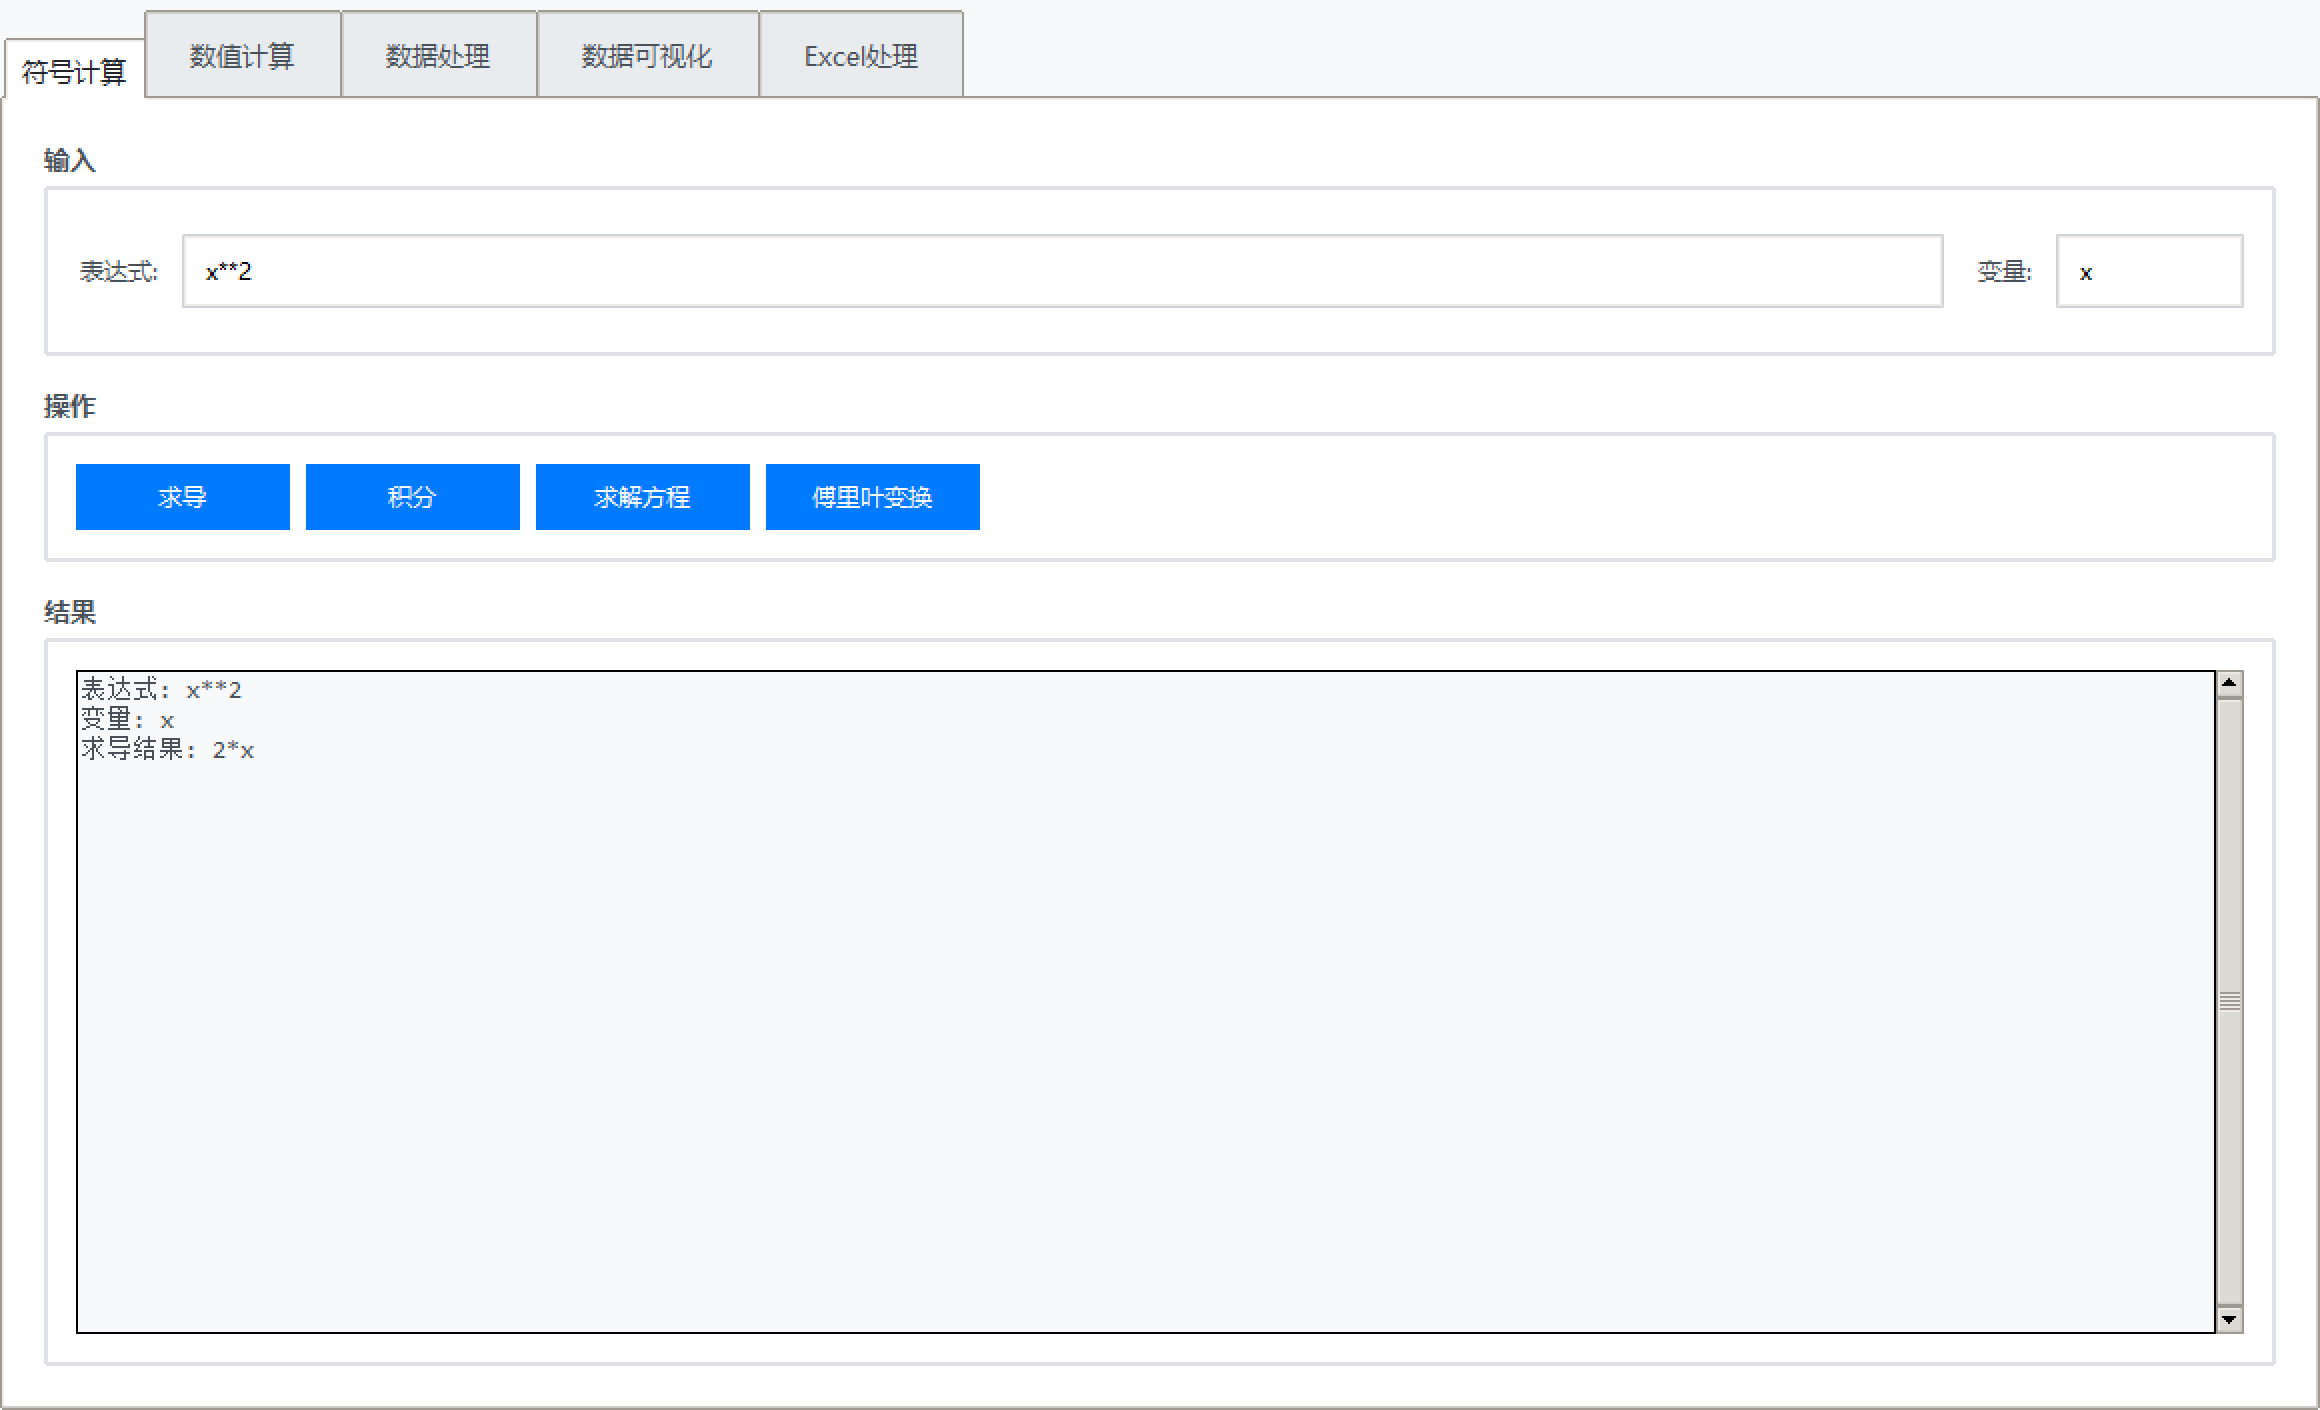 符号计算 数值计算 数据处理 数据可视化 Excel处理
输入
表达式: x**2 变量: x
操作
求导 积分 求解方程 傅里叶变换
结果
表达式: x**2
变量: x
求导结果: 2*x